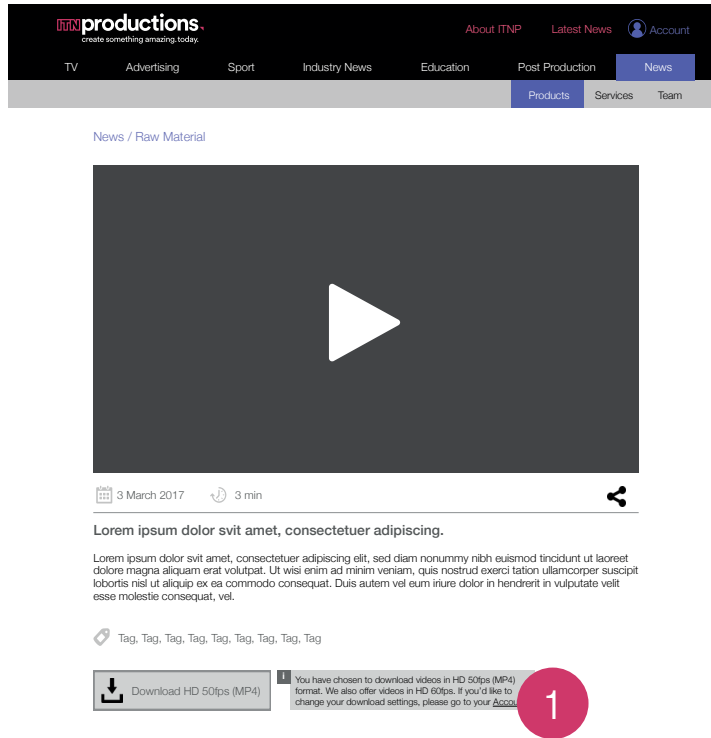 ITN productions.
create something amazing. today.
About ITNP Latest News Account
TV Advertising Sport Industry News Education Post Production News
Products Services Team
News / Raw Material
3 March 2017 3 min
Lorem ipsum dolor svit amet, consectetuer adipiscing.
Lorem ipsum dolor svit amet, consectetuer adipiscing elit, sed diam nonummy nibh euismod tincidunt ut laoreet
dolore magna aliquam erat volutpat. Ut wisi enim ad minim veniam, quis nostrud exerci tation ullamcorper suscipit
lobortis nisl ut aliquip ex ea commodo consequat. Duis autem vel eum iriure dolor in hendrerit in vulputate velit
esse molestie consequat, vel.
Tag, Tag, Tag, Tag, Tag, Tag, Tag, Tag, Tag
Download HD 50fps (MP4)
i
You have chosen to download videos in HD 50fps (MP4)
format. We also offer videos in HD 60fps. If you'd like to
change your download settings, please go to your
1